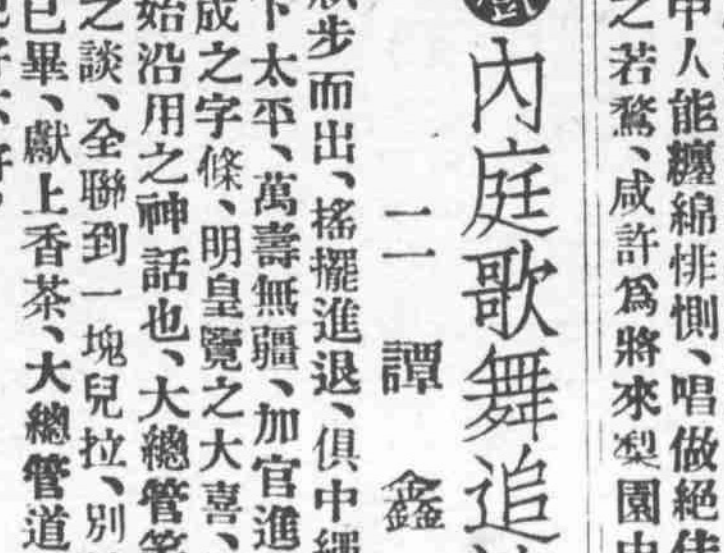 中人能纏綿悱惻、唱做絕佳
之若鶩、咸許爲將來梨園中
內庭歌舞追
二 譚鑫
步而出、搖擺進退、俱中繩
下太平、萬壽無疆、加官進
成之字條、明皇覽之大喜、
始沿用之神話也、大總管笑
之談、全聯到一塊兒拉、別
已畢、獻上香茶、大總管道